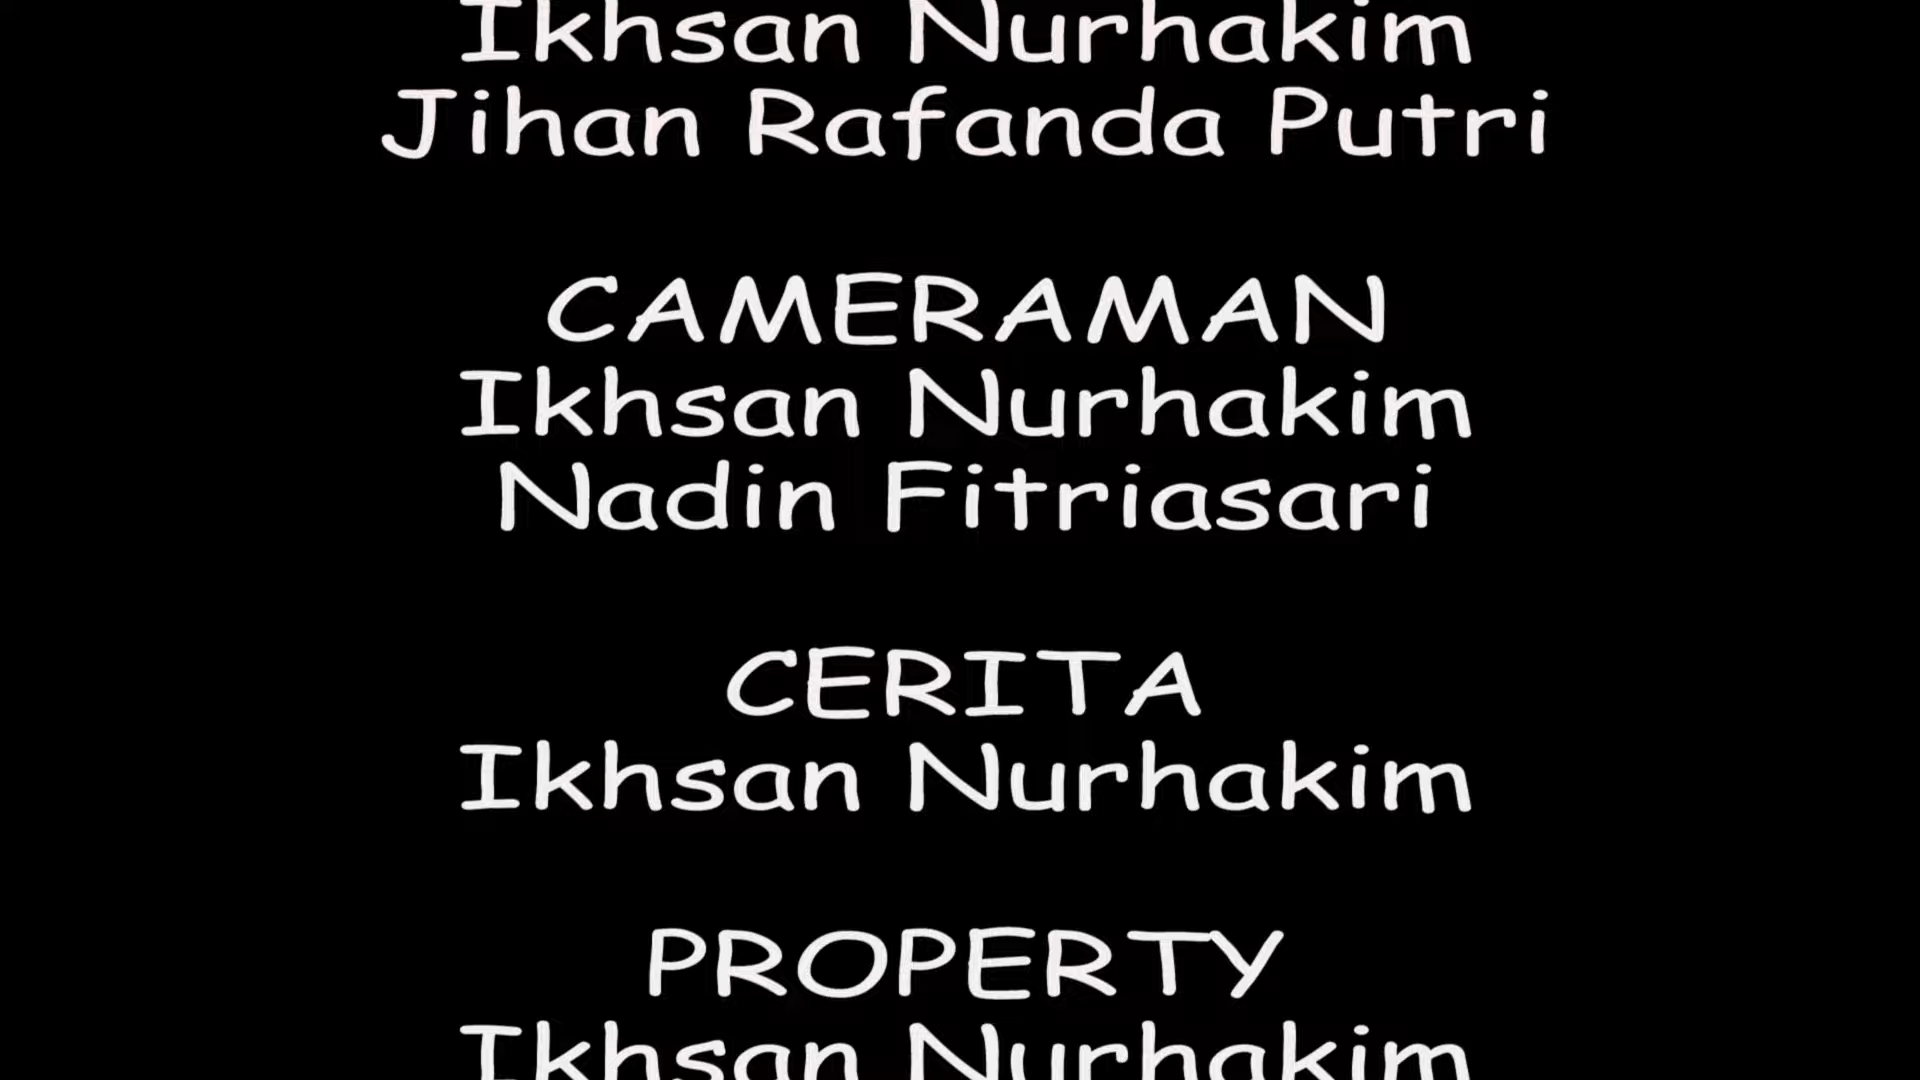 Ikhsan Nurhakim
Jihan Rafanda Putri
CAMERAMAN
Ikhsan Nurhakim
Nadin Fitriasari
CERITA
Ikhsan Nurhakim
PROPERTY
Ikhsan Nurhakim